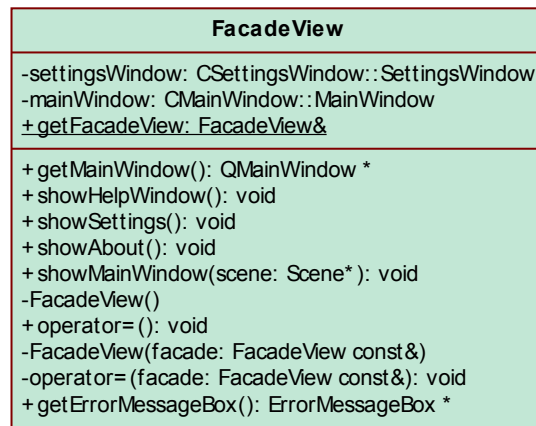 FacadeView
-settingsWindow: CSettingsWindow::SettingsWindow
-mainWindow: CMainWindow::MainWindow
+getFacadeView: FacadeView&
+getMainWindow(): QMainWindow *
+showHelpWindow(): void
+showSettings(): void
+showAbout(): void
+showMainWindow(scene: Scene*): void
-FacadeView()
+operator=(): void
-FacadeView(facade: FacadeView const&)
-operator=(facade: FacadeView const&): void
+getErrorMessageBox(): ErrorMessageBox *